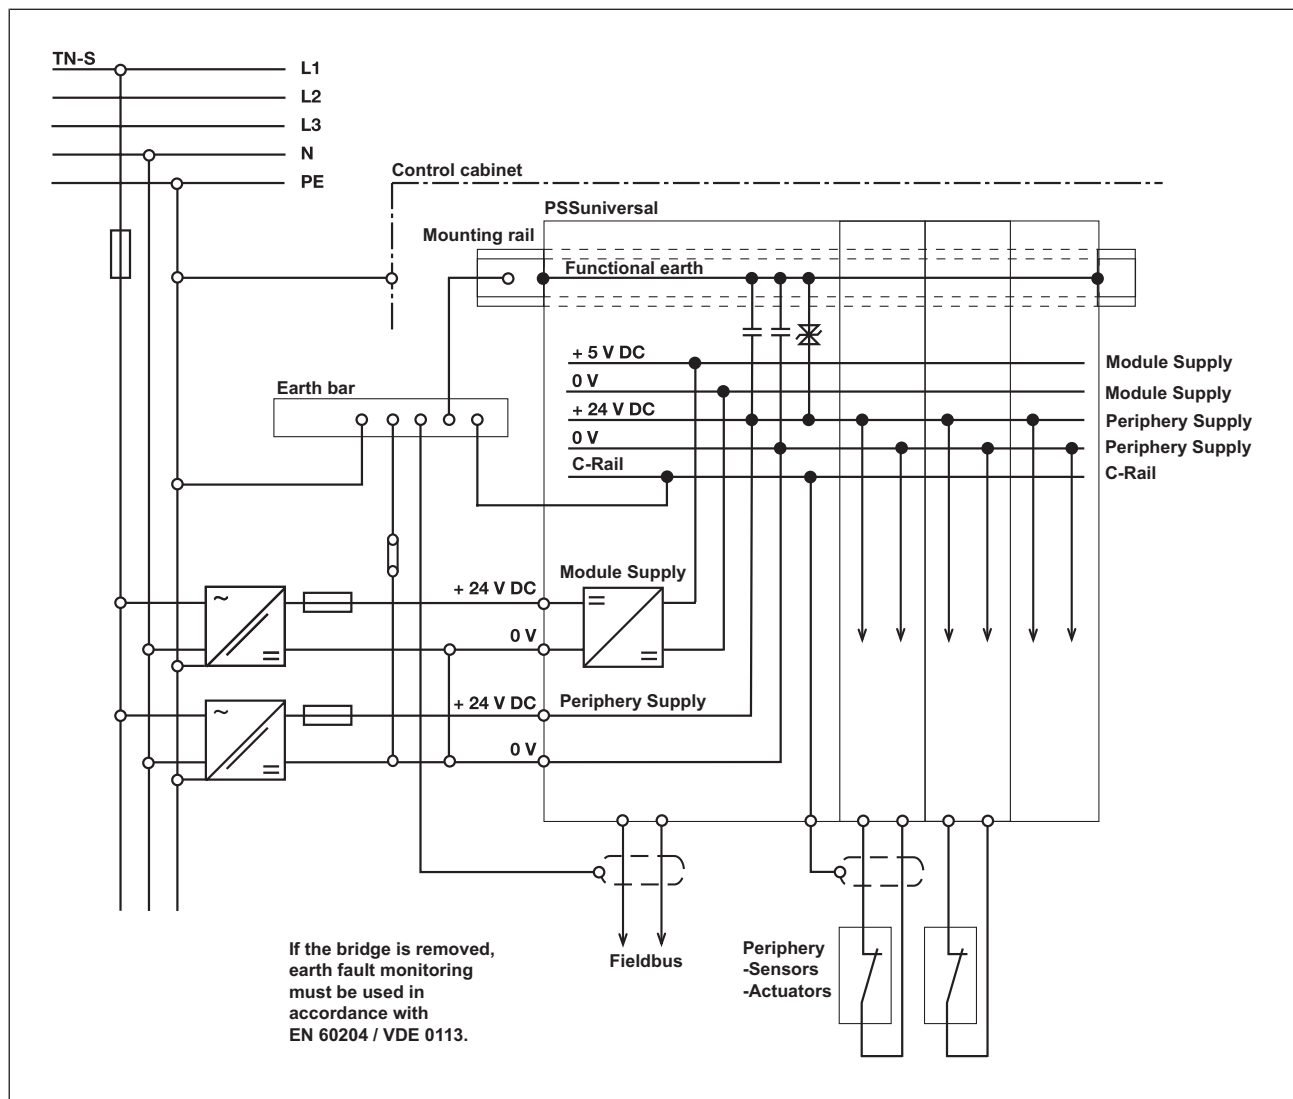 TN-S
L1
L2
L3
N
PE
Control cabinet
PSSuniversal
Mounting rail
Functional earth
+ 5 V DC
Module Supply
0 V
Module Supply
Earth bar
+ 24 V DC
Periphery Supply
0 V
Periphery Supply
C-Rail
C-Rail
Module Supply
+ 24 V DC
~
=
0 V
=
=
Periphery Supply
+ 24 V DC
~
0 V
=
If the bridge is removed,
earth fault monitoring
must be used in
accordance with
EN 60204 / VDE 0113.
Fieldbus
Periphery
-Sensors
-Actuators